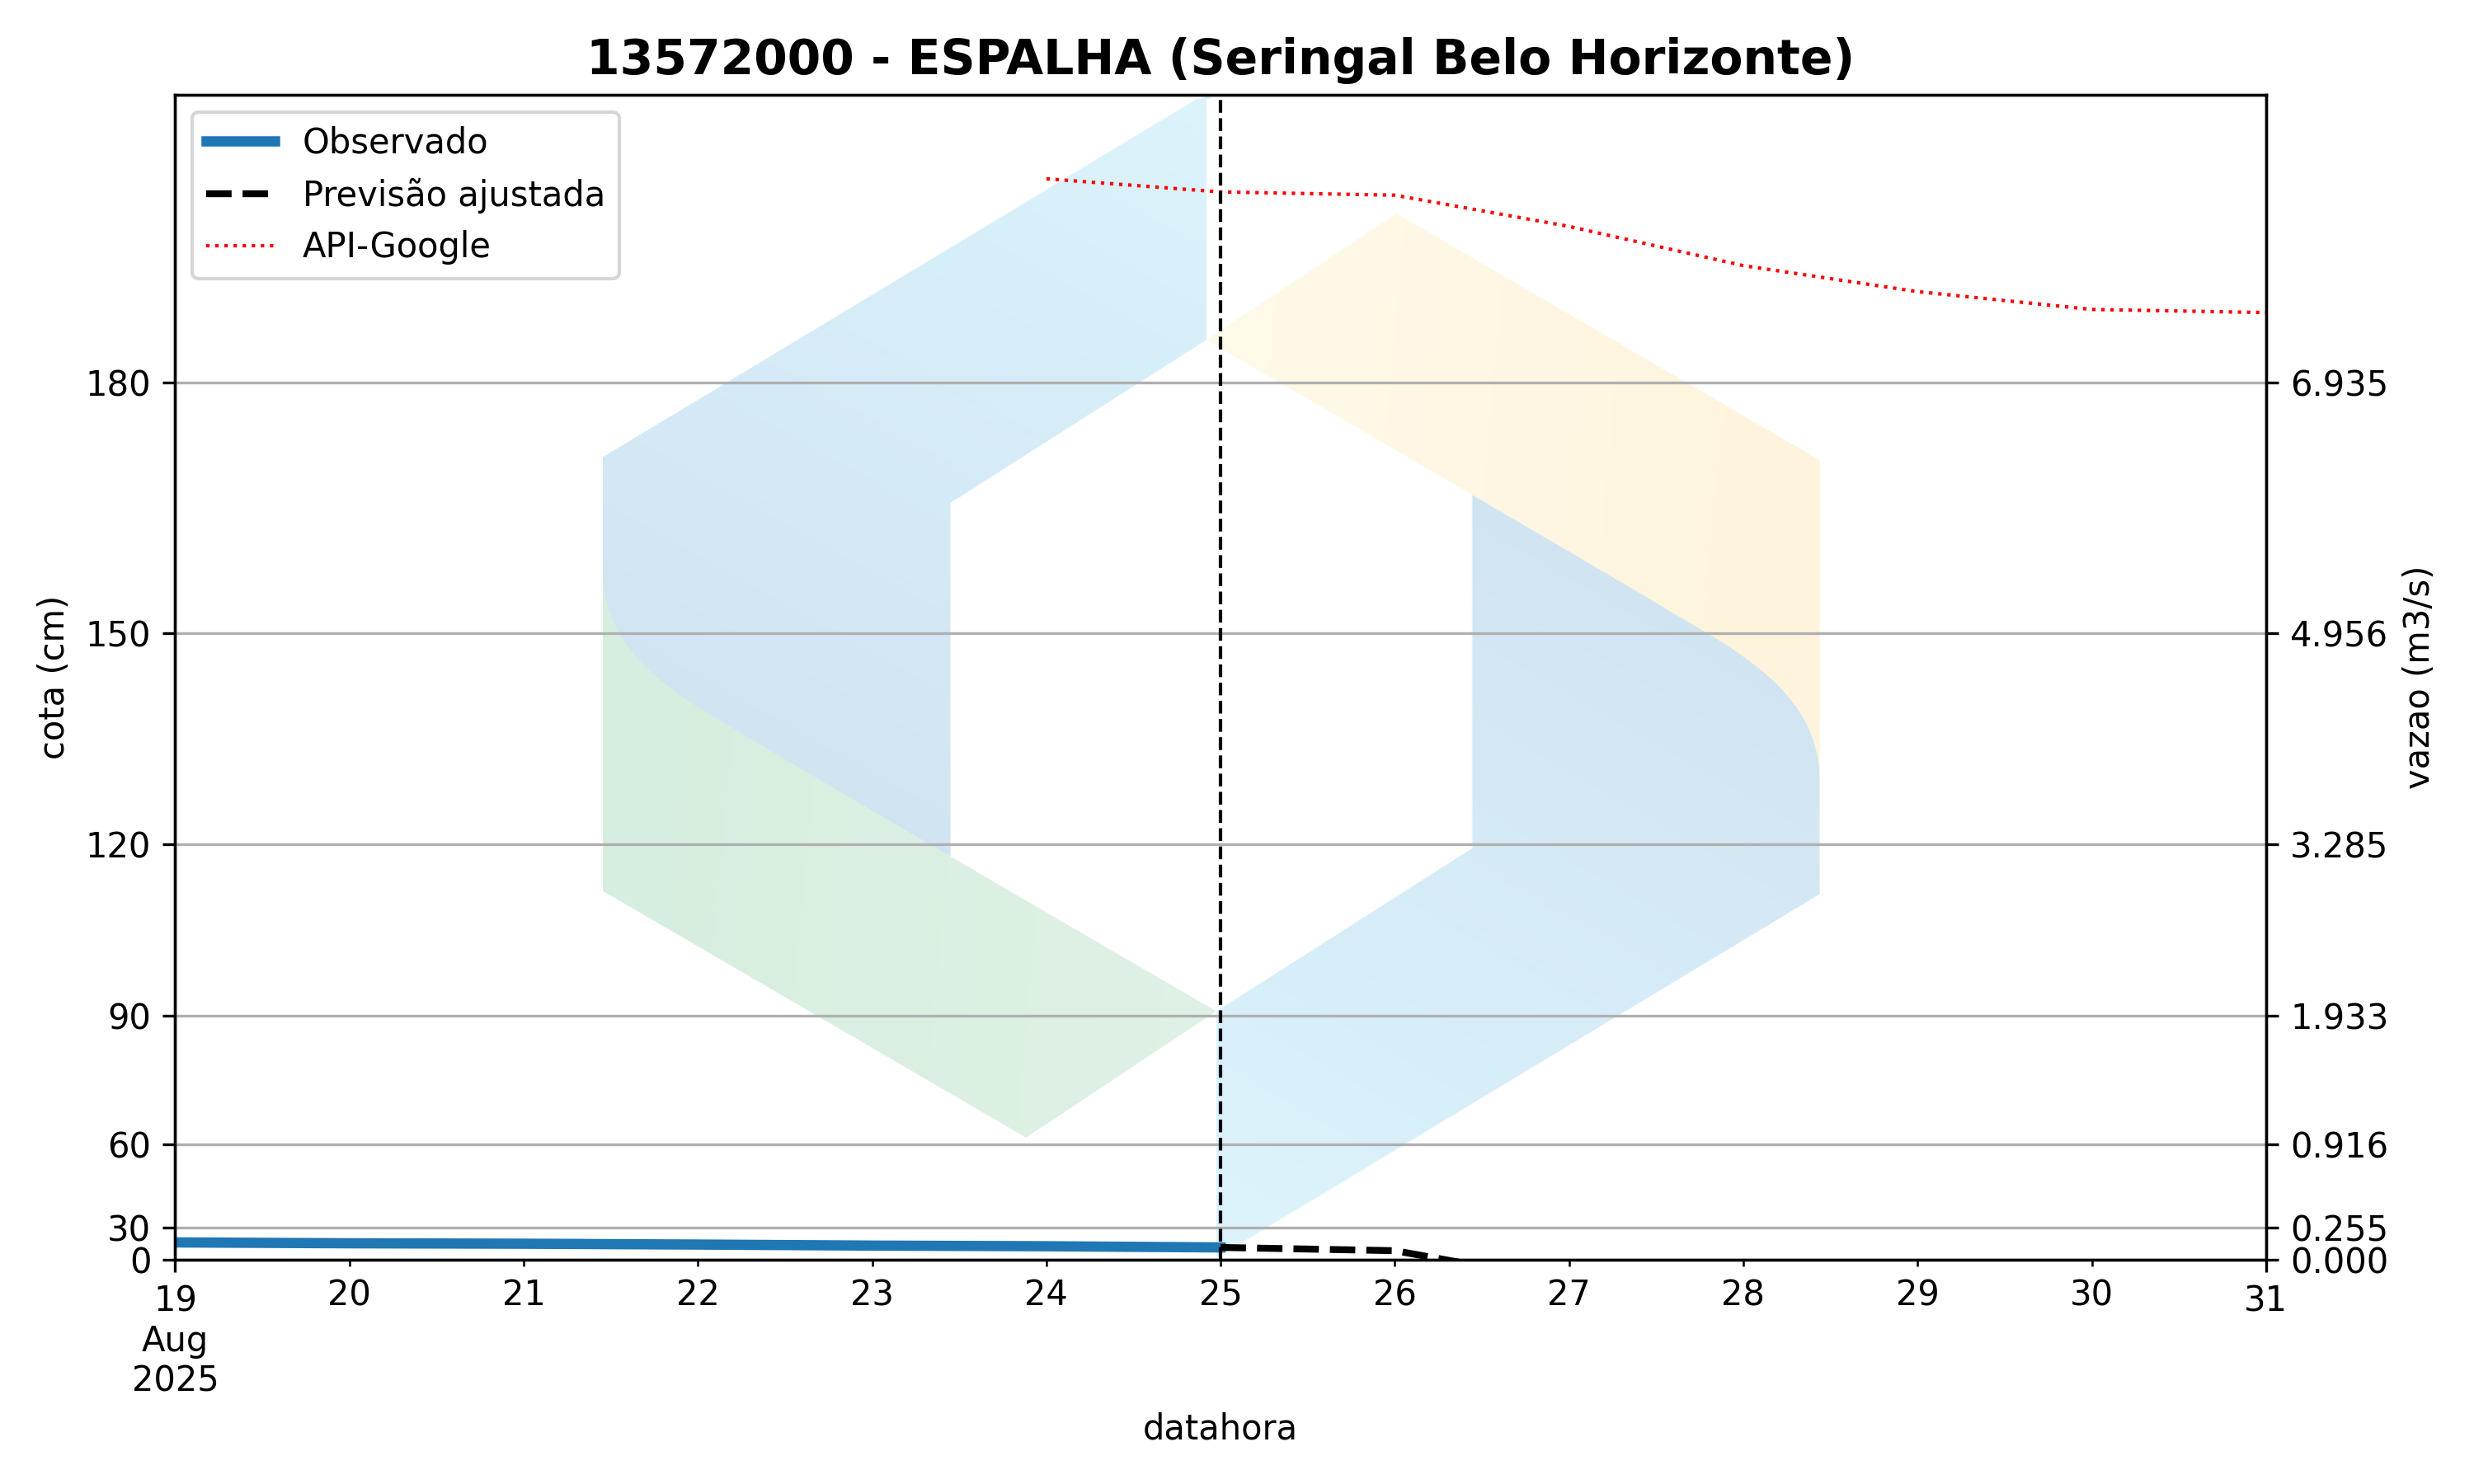 13572000 - ESPALHA (Seringal Belo Horizonte)
Observado
Previsão ajustada
API-Google
180
150
120
90
60
30
0
cota (cm)
6.935
4.956
3.285
1.933
0.916
0.255
0.000
vazao (m3/s)
19 20 21 22 23 24 25 26 27 28 29 30 31
Aug
2025
datahora